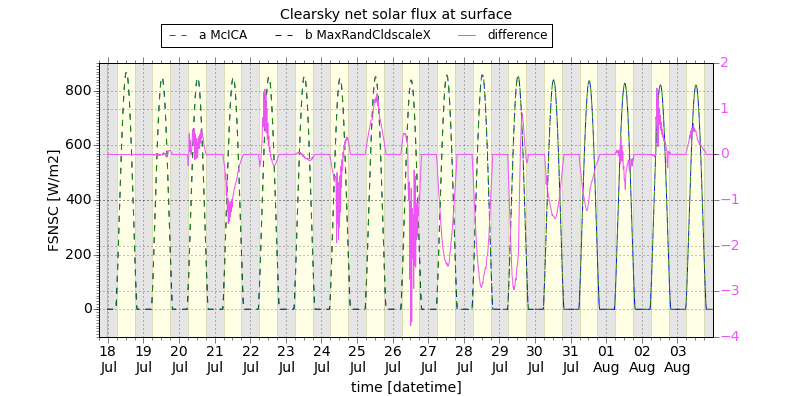 Clearsky net solar flux at surface
a McICA b MaxRandCldscaleX difference
FSNSC [W/m2]
800
600
400
200
0
2
1
0
−1
−2
−3
−4
18 19 20 21 22 23 24 25 26 27 28 29 30 31 01 02 03
Jul Jul Jul Jul Jul Jul Jul Jul Jul Jul Jul Jul Jul Jul Aug Aug Aug
time [datetime]